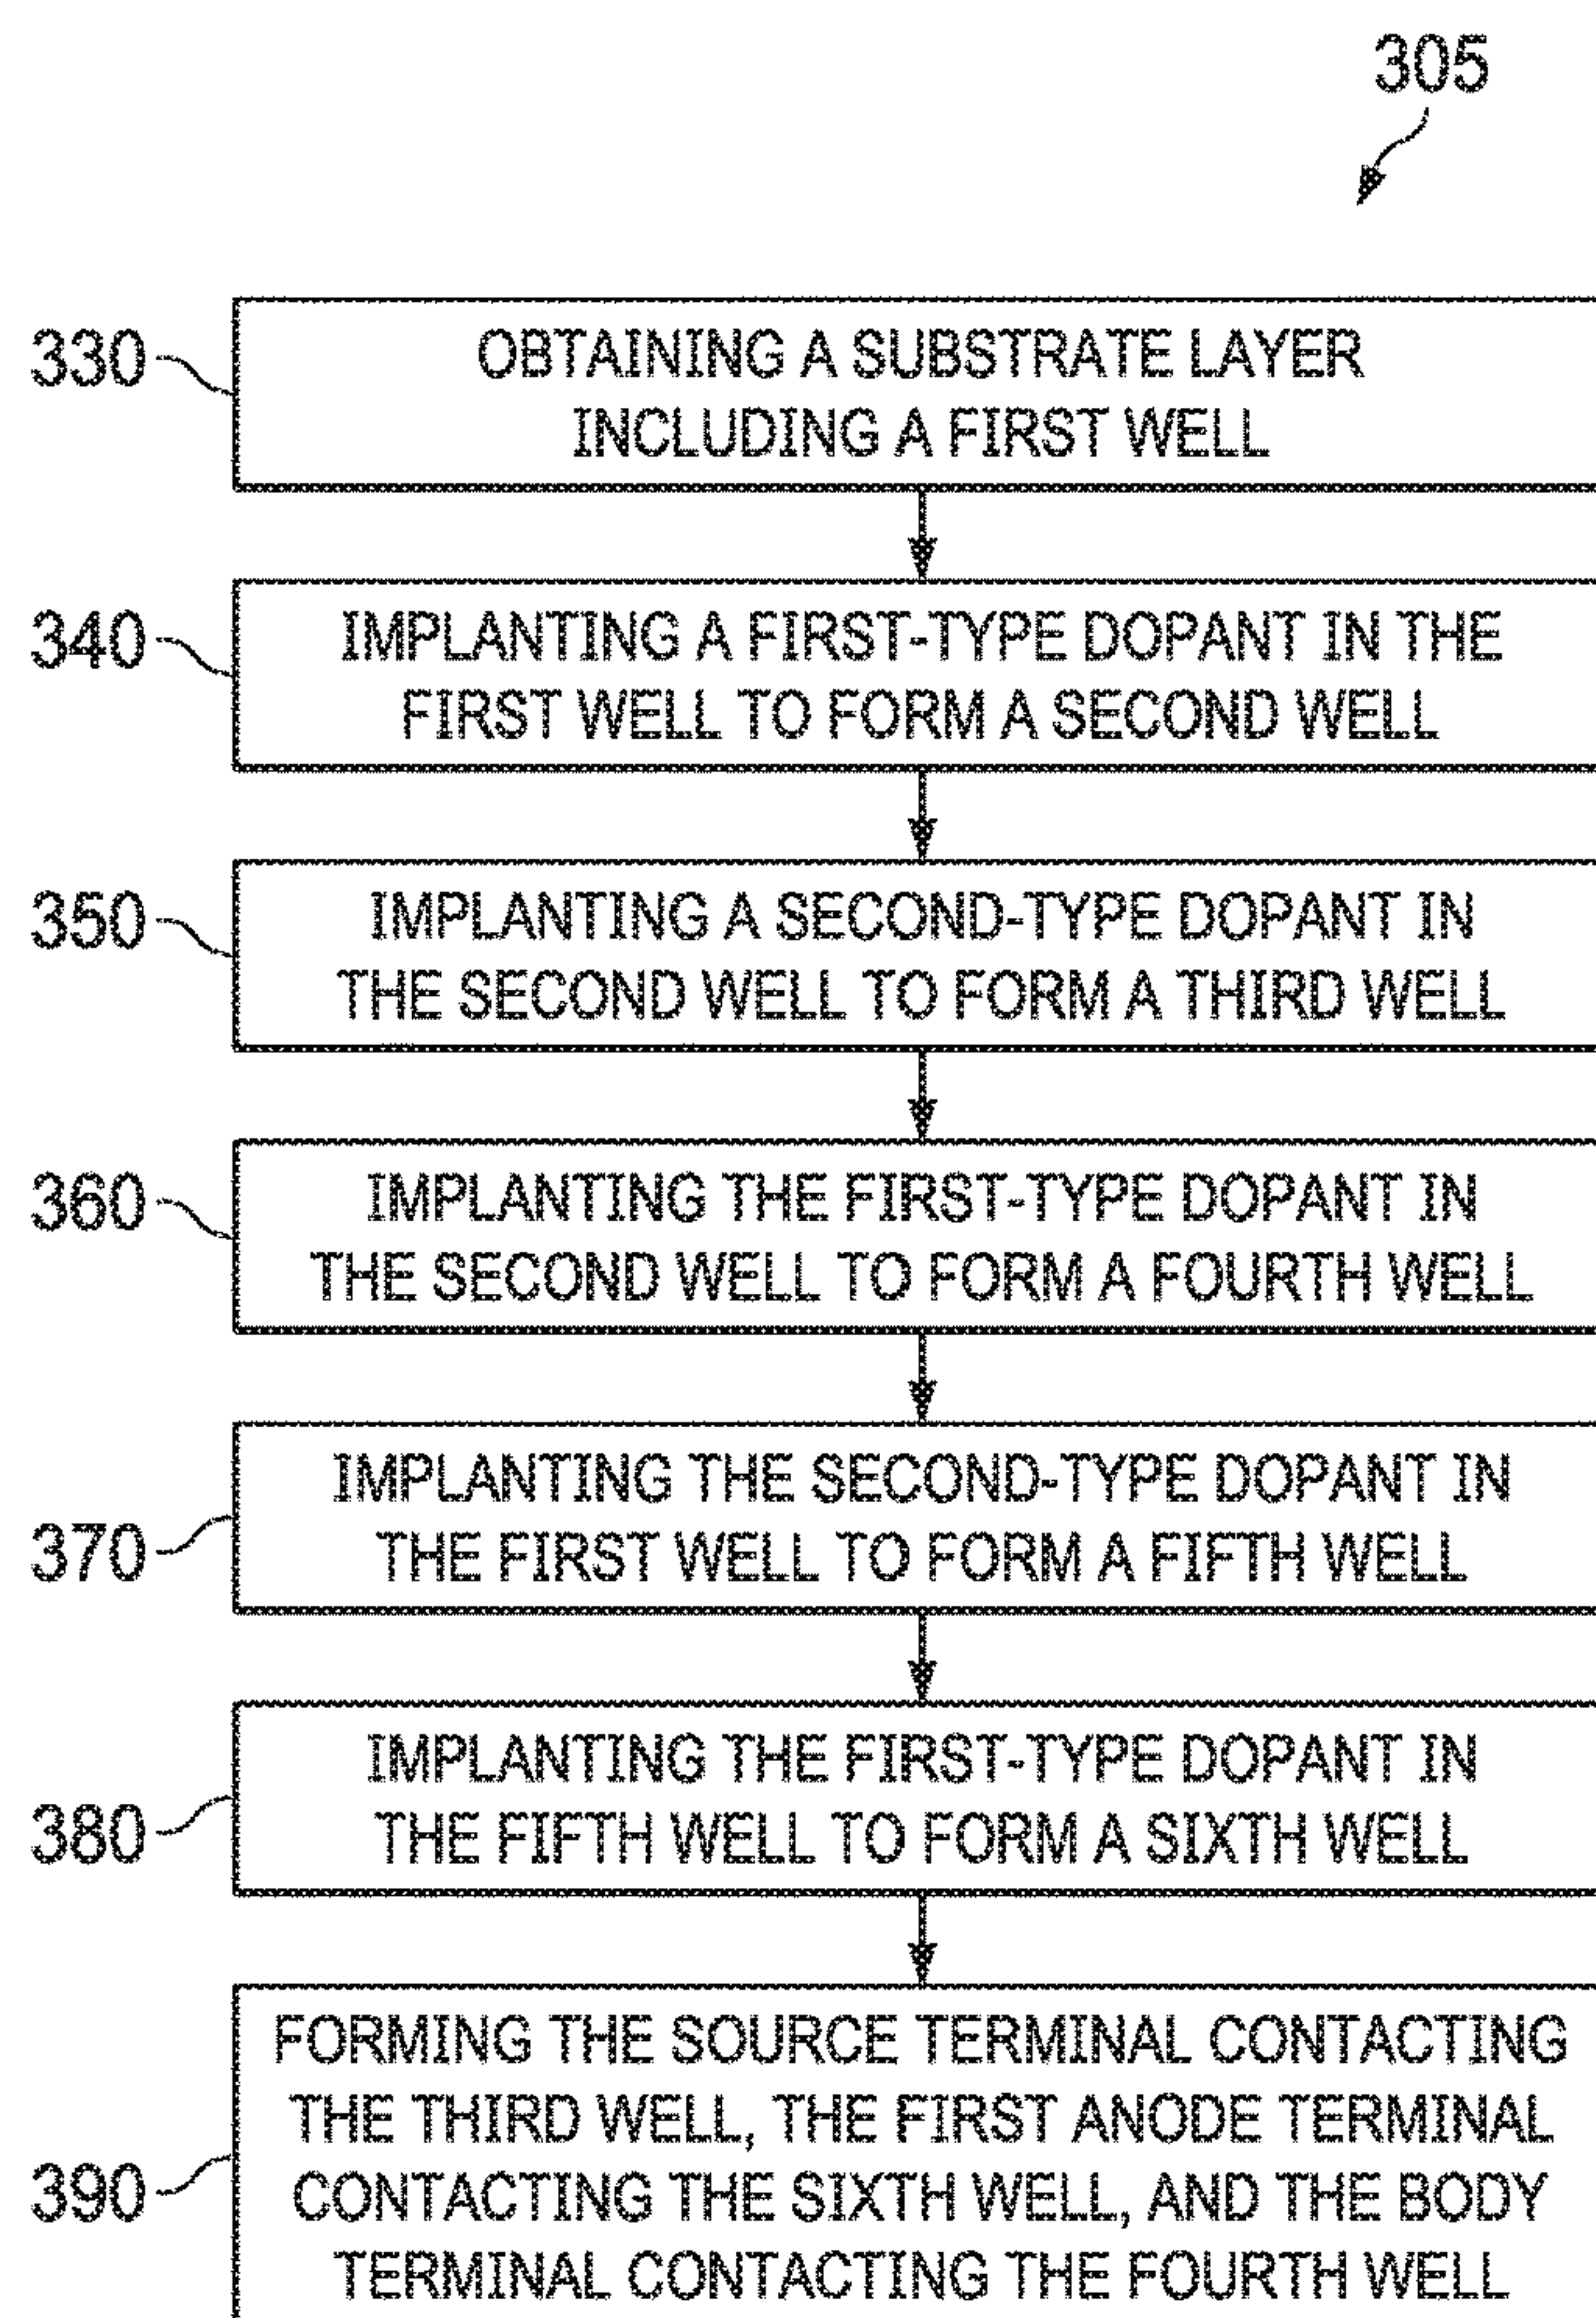 305
330
OBTAINING A SUBSTRATE LAYER
INCLUDING A FIRST WELL
340
IMPLANTING A FIRST-TYPE DOPANT IN THE
FIRST WELL TO FORM A SECOND WELL
350
IMPLANTING A SECOND-TYPE DOPANT IN
THE SECOND WELL TO FORM A THIRD WELL
360
IMPLANTING THE FIRST-TYPE DOPANT IN
THE SECOND WELL TO FORM A FOURTH WELL
370
IMPLANTING THE SECOND-TYPE DOPANT IN
THE FIRST WELL TO FORM A FIFTH WELL
380
IMPLANTING THE FIRST-TYPE DOPANT IN
THE FIFTH WELL TO FORM A SIXTH WELL
390
FORMING THE SOURCE TERMINAL CONTACTING
THE THIRD WELL, THE FIRST ANODE TERMINAL
CONTACTING THE SIXTH WELL, AND THE BODY
TERMINAL CONTACTING THE FOURTH WELL